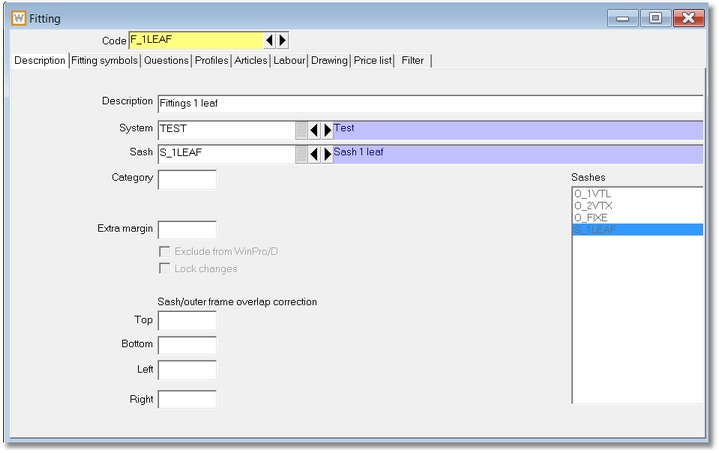 Fitting
Code F_1LEAF
Description Fitting symbols Questions Profiles Articles Labour Drawing Price list Filter
Description Fittings 1 leaf
System TEST Test
Sash S_1LEAF Sash 1 leaf
Category
Sashes
O_1VTL
O_2VTX
O_FIXE
S_1LEAF
Extra margin
Exclude from WinPro/D
Lock changes
Sash/outer frame overlap correction
Top
Bottom
Left
Right